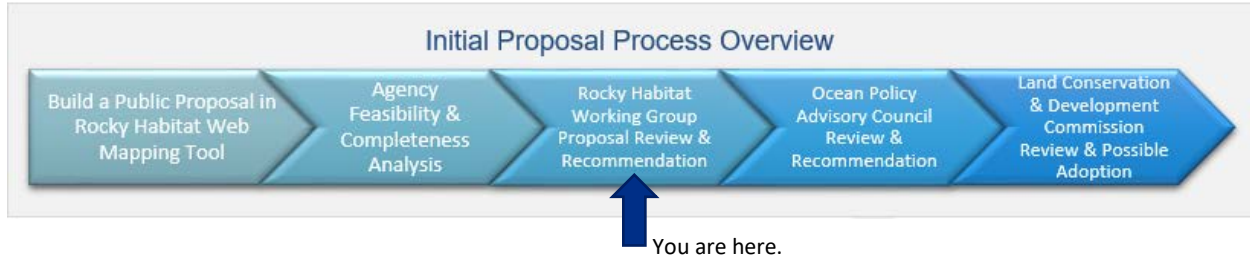 Initial Proposal Process Overview
Build a Public Proposal in
Rocky Habitat Web
Mapping Tool
Agency
Feasibility &
Completeness
Analysis
Rocky Habitat
Working Group
Proposal Review &
Recommendation
Ocean Policy
Advisory Council
Review &
Recommendation
Land Conservation
& Development
Commission
Review & Possible
Adoption
You are here.